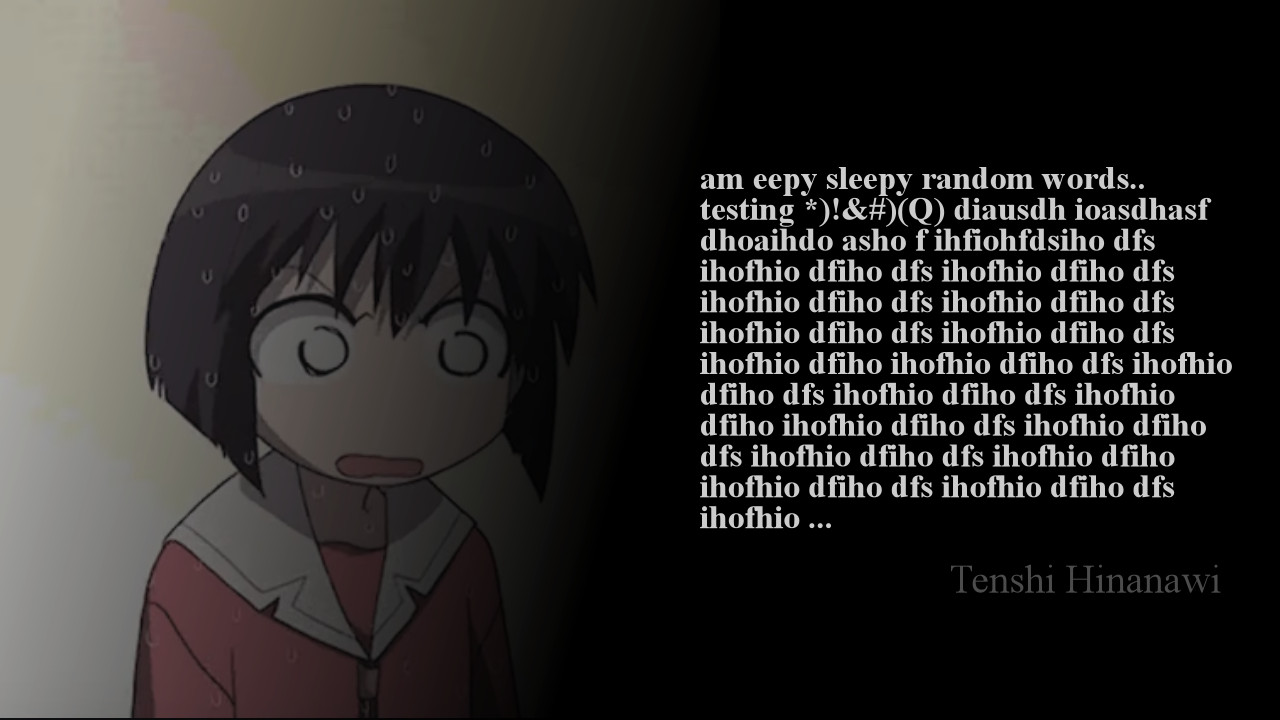 am eepy sleepy random words..
testing *)!&#)(Q) diausdh ioasdhasf
dhoaihdo asho f ihfiohfdsiho dfs
ihofhio dfiho dfs ihofhio dfiho dfs
ihofhio dfiho dfs ihofhio dfiho dfs
ihofhio dfiho dfs ihofhio dfiho dfs
ihofhio dfiho ihofhio dfiho dfs ihofhio
dfiho dfs ihofhio dfiho dfs ihofhio
dfiho ihofhio dfiho dfs ihofhio dfiho
dfs ihofhio dfiho dfs ihofhio dfiho
ihofhio dfiho dfs ihofhio dfiho dfs
ihofhio ...
Tenshi Hinanawi